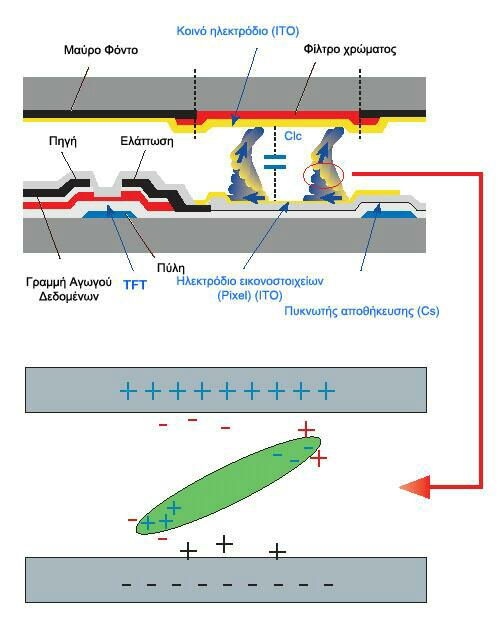 Κοινό ηλεκτρόδιο (ITO)
Μαύρο Φόντο
Φίλτρο χρώματος
Clc
Πηγή
Ελάττωση
Πύλη
Γραμμή Αγωγού
Δεδομένων
TFT
Ηλεκτρόδιο εικονοστοιχείων
(Pixel) (ITO)
Πυκνωτής αποθήκευσης (Cs)
+ + + + + + + + +
- - -
+
+
- - -
+ + +
-
-
+ + +
- - - - - - - - -